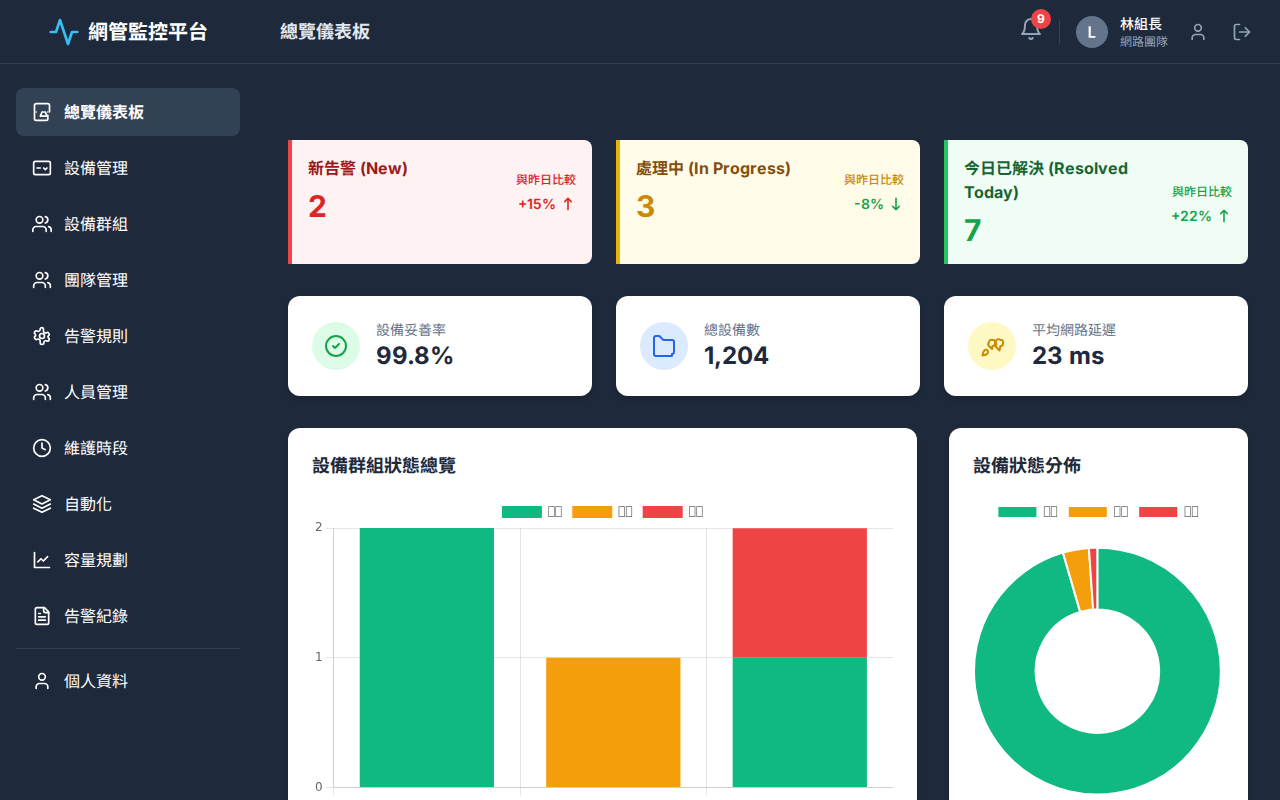 網管監控平台
總覽儀表板
9
L
林組長
網路團隊
總覽儀表板
設備管理
設備群組
團隊管理
告警規則
人員管理
維護時段
自動化
容量規劃
告警紀錄
個人資料
新告警 (New)
2
與昨日比較
+15% ↑
處理中 (In Progress)
3
與昨日比較
-8% ↓
今日已解決 (Resolved
Today)
7
與昨日比較
+22% ↑
設備妥善率
99.8%
總設備數
1,204
平均網路延遲
23 ms
設備群組狀態總覽
2
1
0
設備狀態分佈